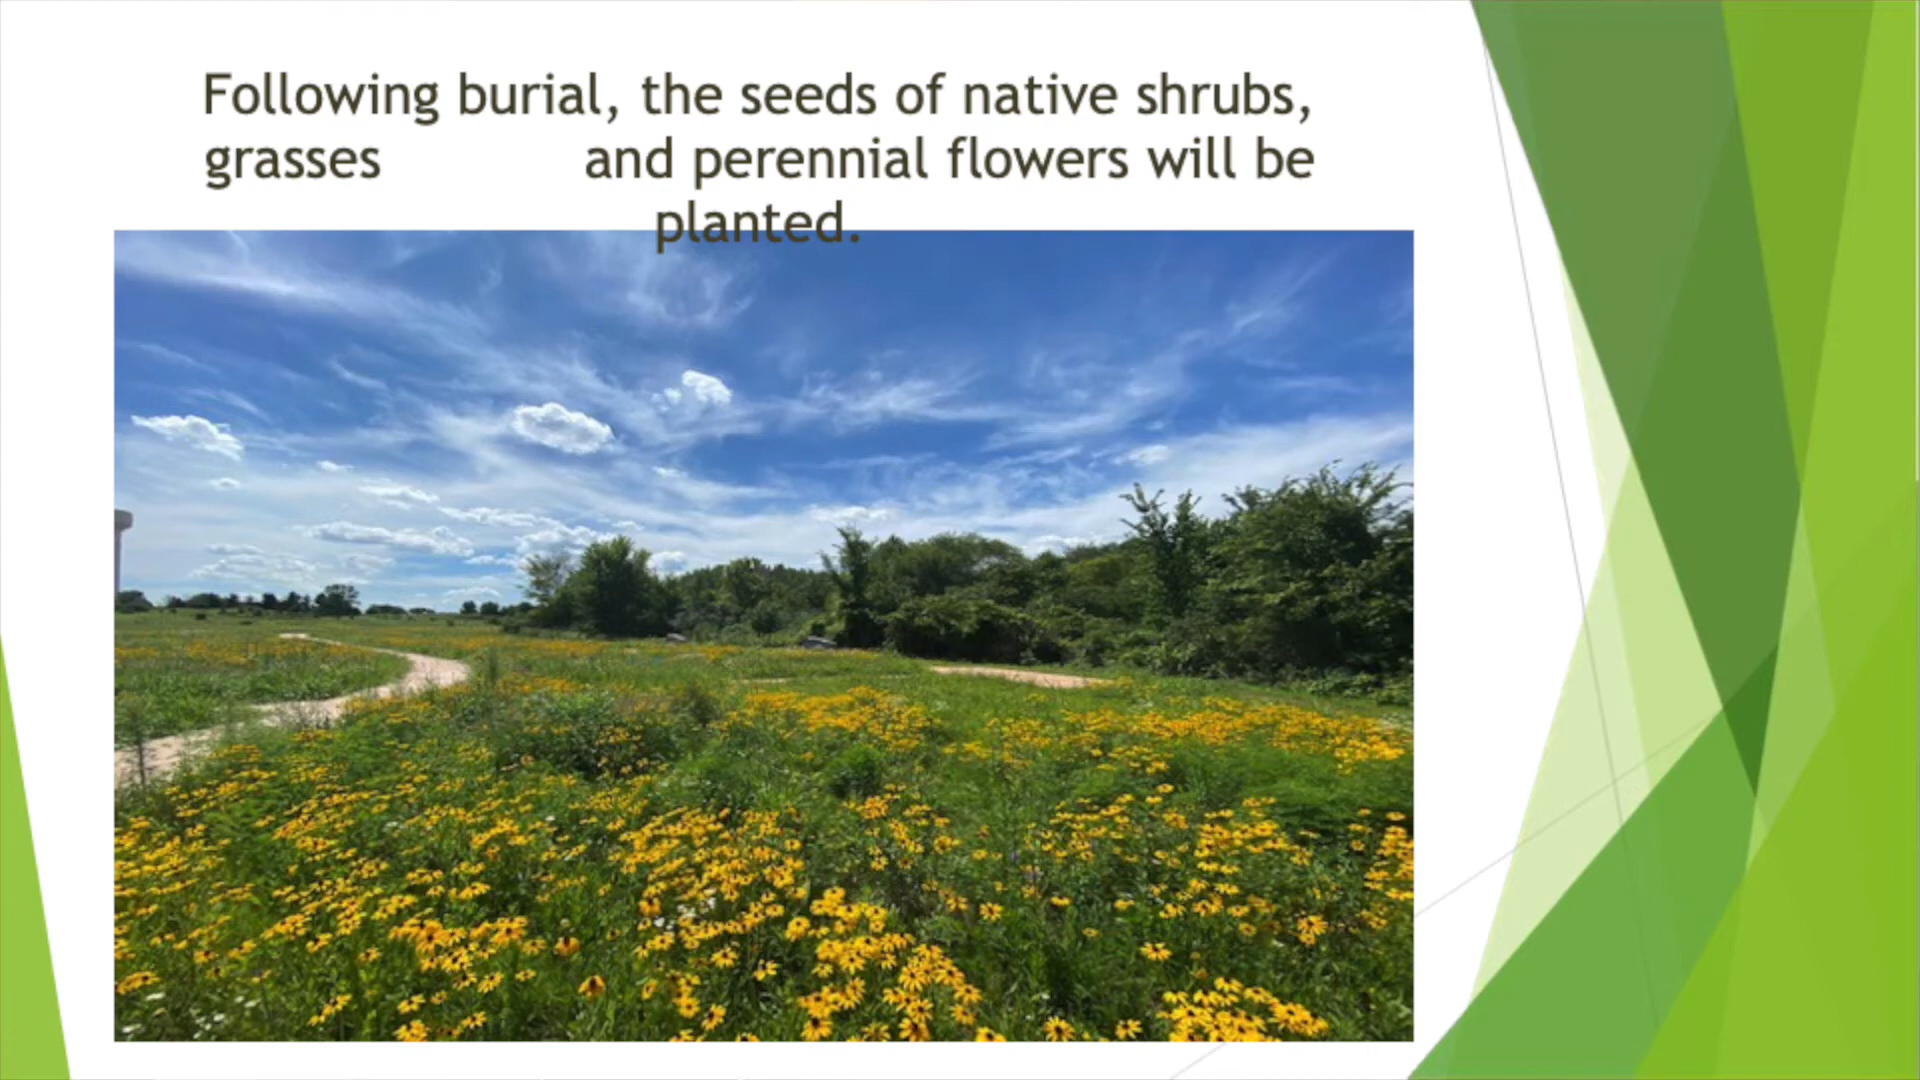 Following burial, the seeds of native shrubs,
grasses and perennial flowers will be
planted.